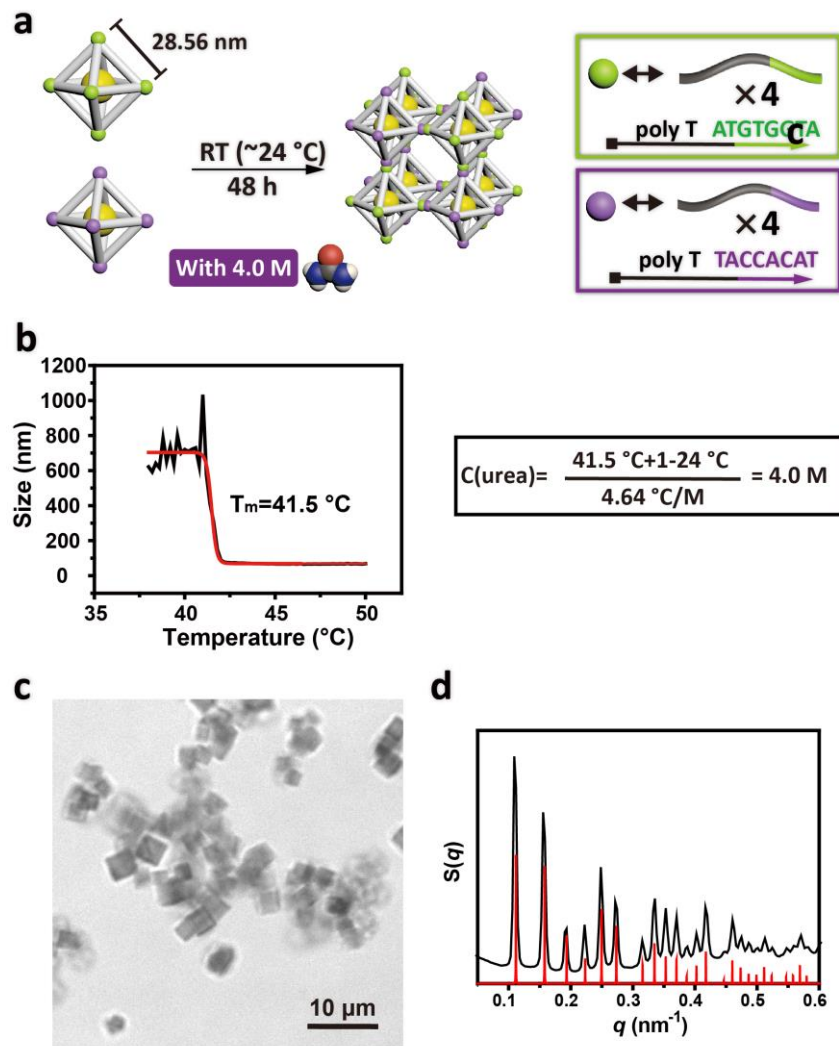 a
28.56 nm
RT (~24 °C)
48 h
With 4.0 M
×4
poly T ATGTGGTA
c
×4
poly T TACCACAT
b
1200
1000
800
600
400
200
0
Size (nm)
Tm=41.5 °C
35 40 45 50
Temperature (°C)
C(urea)= 41.5 °C+1-24 °C = 4.0 M
4.64 °C/M
c
10 µm
d
S(q)
0.1 0.2 0.3 0.4 0.5 0.6
q (nm-1)